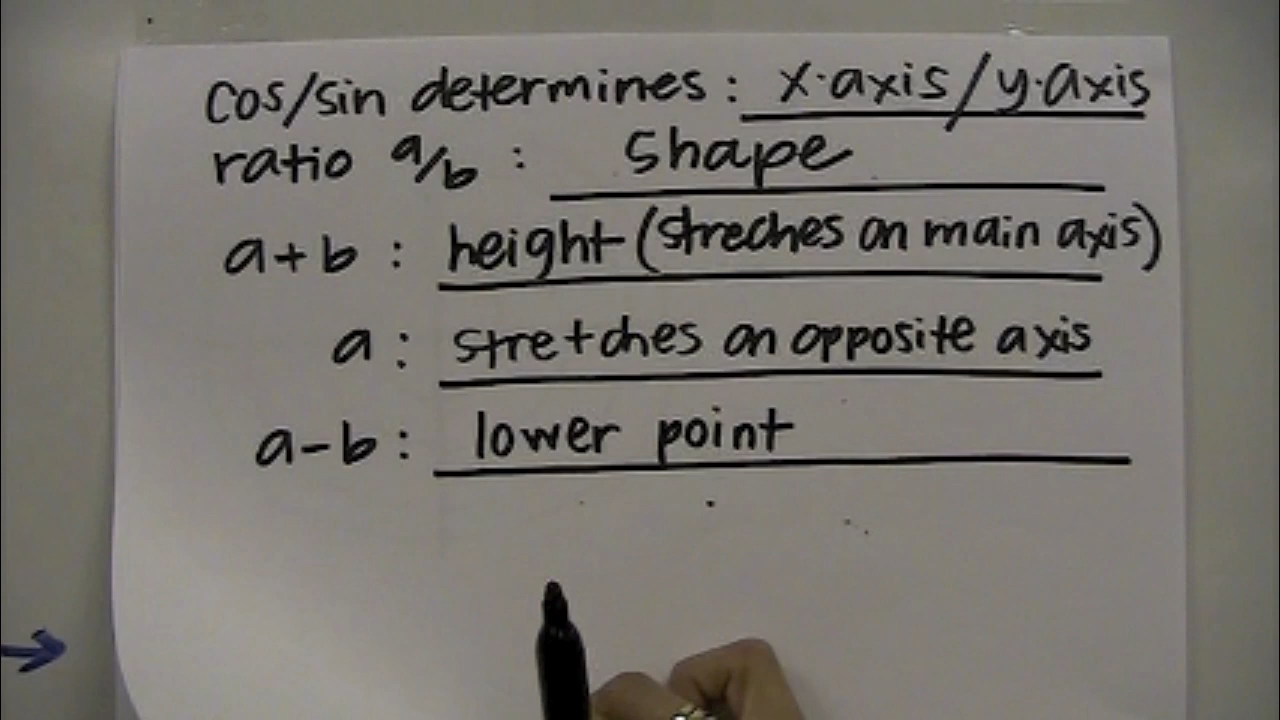 cos/sin determines: x-axis/y-axis
ratio a/b: shape
a+b: height (streches on main axis)
a: stretches on opposite axis
a-b: lower point